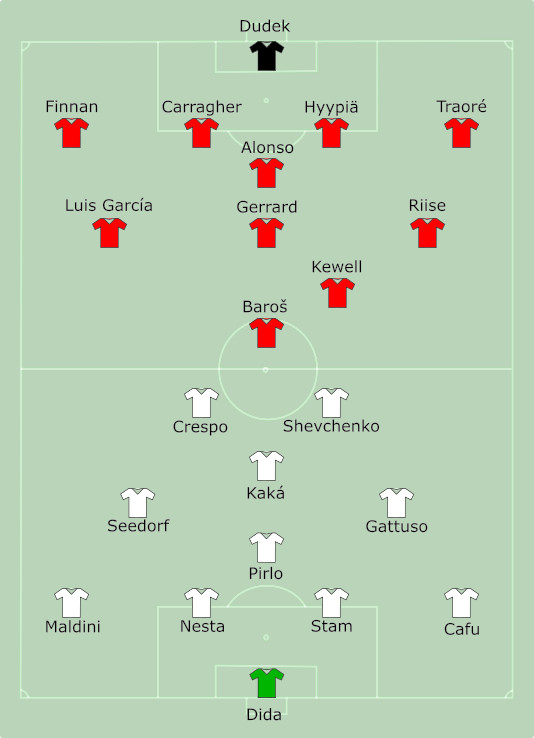 Dudek
Finnan Carragher Hyypiä Traoré
Alonso
Luis García Gerrard Riise
Kewell
Baroš
Crespo Shevchenko
Kaká
Seedorf Gattuso
Pirlo
Maldini Nesta Stam Cafu
Dida